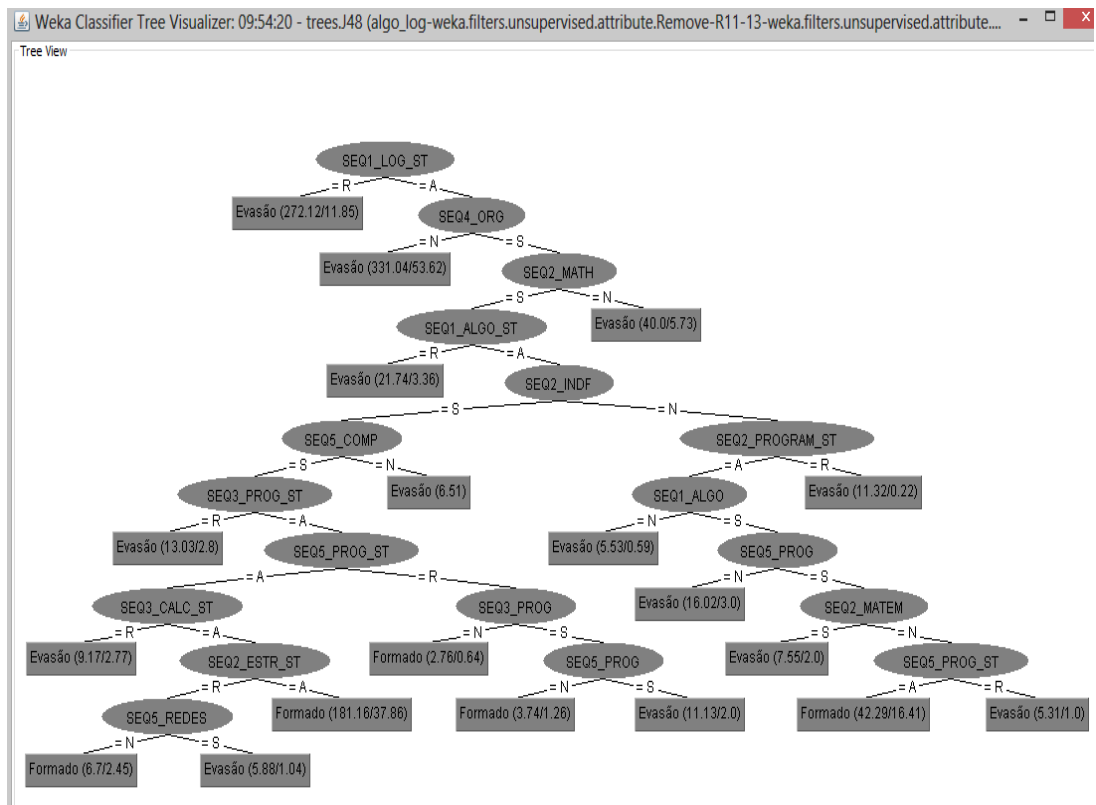 Weka Classifier Tree Visualizer: 09:54:20 - trees.J48 (algo_log-weka.filters.unsupervised.attribute.Remove-R11-13-weka.filters.unsupervised.attribute....
Tree View
SEQ1_LOG_ST
= R = A
Evasão (272.12/11.85) SEQ4_ORG
= N = S
Evasão (331.04/53.62) SEQ2_MATH
= S = N
SEQ1_ALGO_ST Evasão (40.0/5.73)
= R = A
Evasão (21.74/3.36) SEQ2_INDF
= S = N
SEQ5_COMP SEQ2_PROGRAM_ST
= S = N = A = R
SEQ3_PROG_ST Evasão (6.51) SEQ1_ALGO Evasão (11.32/0.22)
= R = A = N = S
Evasão (13.03/2.8) SEQ5_PROG_ST Evasão (5.53/0.59) SEQ5_PROG
= A = R = N = S
SEQ3_CALC_ST SEQ3_PROG Evasão (16.02/3.0) SEQ2_MATEM
= R = A = N = S = S = N
Evasão (9.17/2.77) SEQ2_ESTR_ST Formado (2.76/0.64) SEQ5_PROG Evasão (7.55/2.0) SEQ5_PROG_ST
= R = A = N = S = A = R
SEQ5_REDES Formado (181.16/37.86) Formado (3.74/1.26) Evasão (11.13/2.0) Formado (42.29/16.41) Evasão (5.31/1.0)
= N = S
Formado (6.7/2.45) Evasão (5.88/1.04)